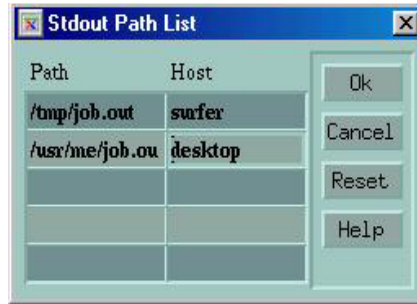 Stdout Path List
Path Host
/tmp/job.out surfer
/usr/me/job.ou desktop
Ok
Cancel
Reset
Help